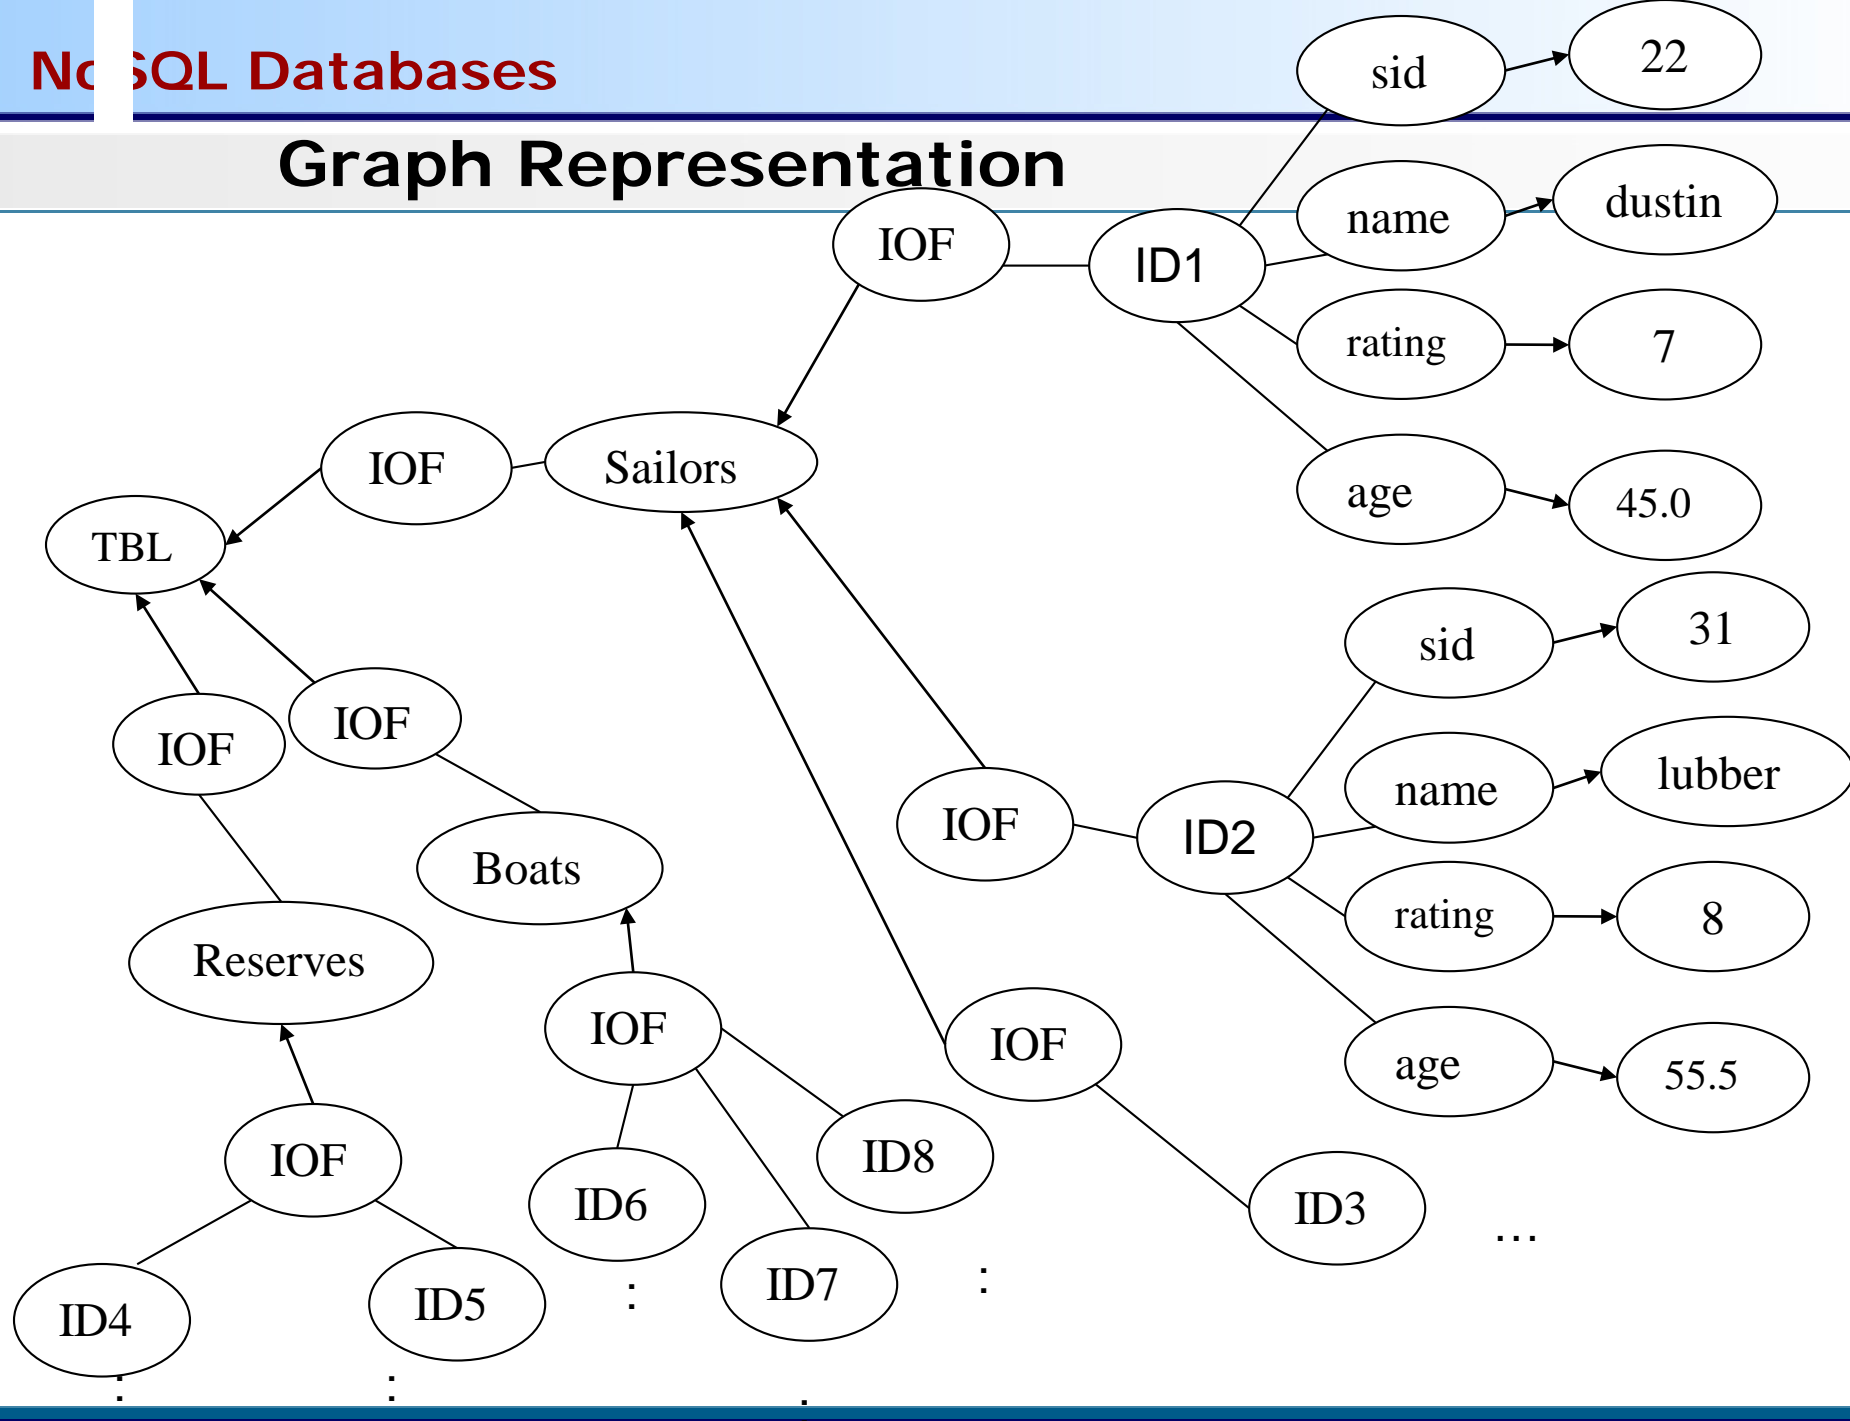 NoSQL Databases
Graph Representation
sid 22
name dustin
IOF ID1
rating 7
IOF Sailors
age 45.0
TBL
sid 31
IOF IOF
name lubber
IOF ID2
Boats
rating 8
Reserves
IOF IOF
age 55.5
IOF ID8
ID6 ID3 ...
ID7 :
ID4 ID5 :
: : .